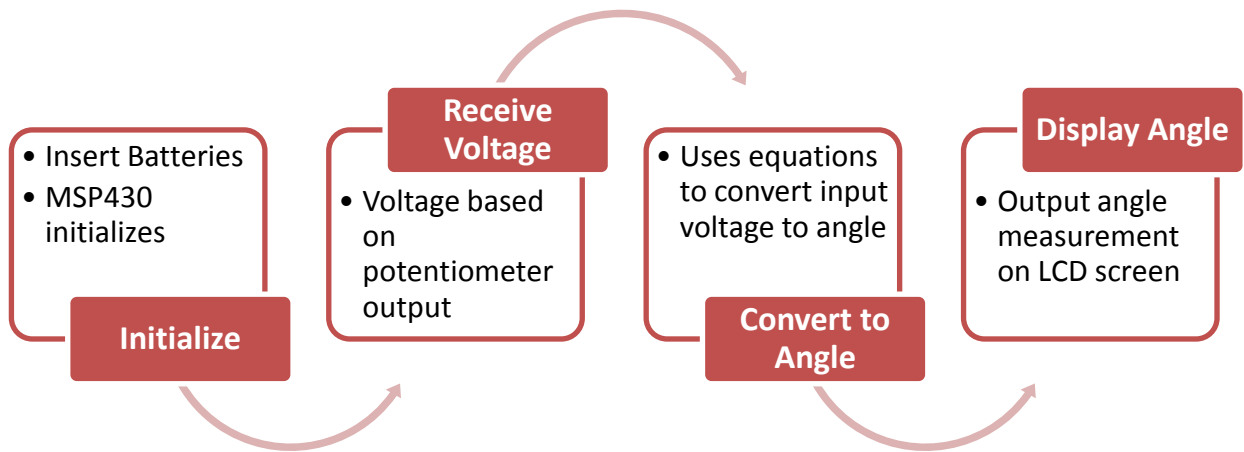 • Insert Batteries
• MSP430
initializes
Initialize
Receive
Voltage
• Voltage based
on
potentiometer
output
• Uses equations
to convert input
voltage to angle
Convert to
Angle
Display Angle
• Output angle
measurement
on LCD screen